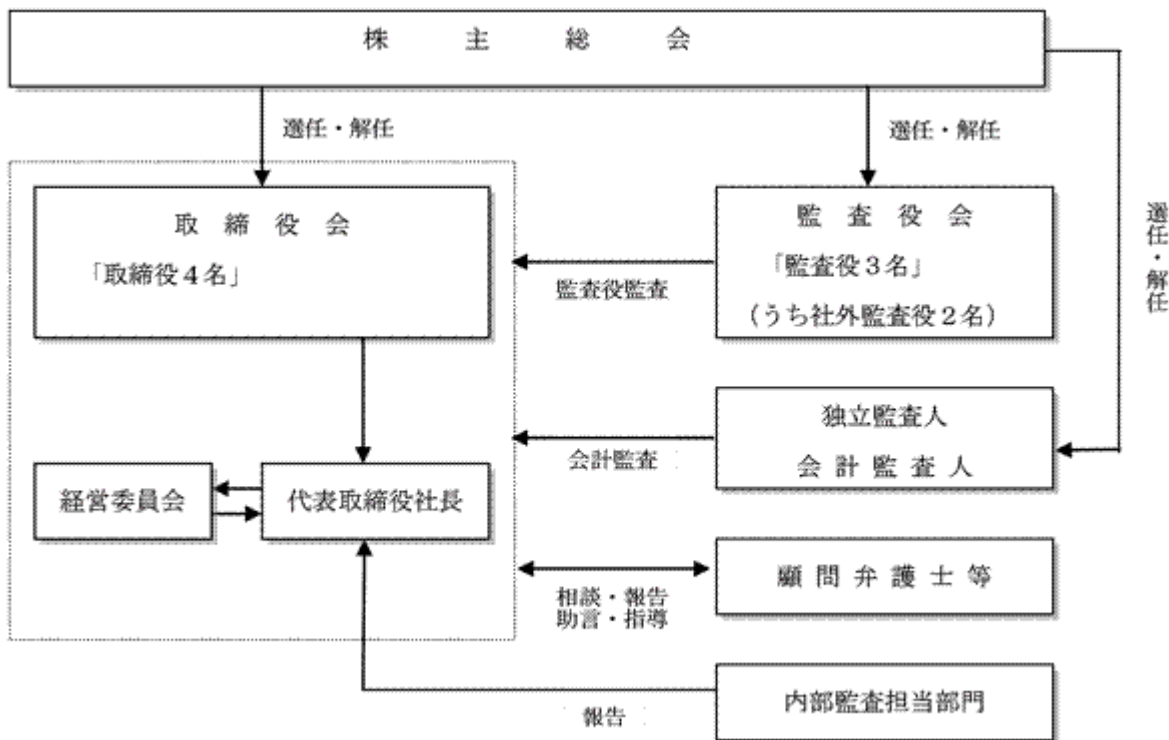 株主総会
選任・解任
選任・解任
選任・解任
取締役会
「取締役４名」
監査役会
「監査役３名」
（うち社外監査役２名）
監査役監査
独立監査人
会計監査人
会計監査
経営委員会
代表取締役社長
顧問弁護士等
相談・報告
助言・指導
内部監査担当部門
報告